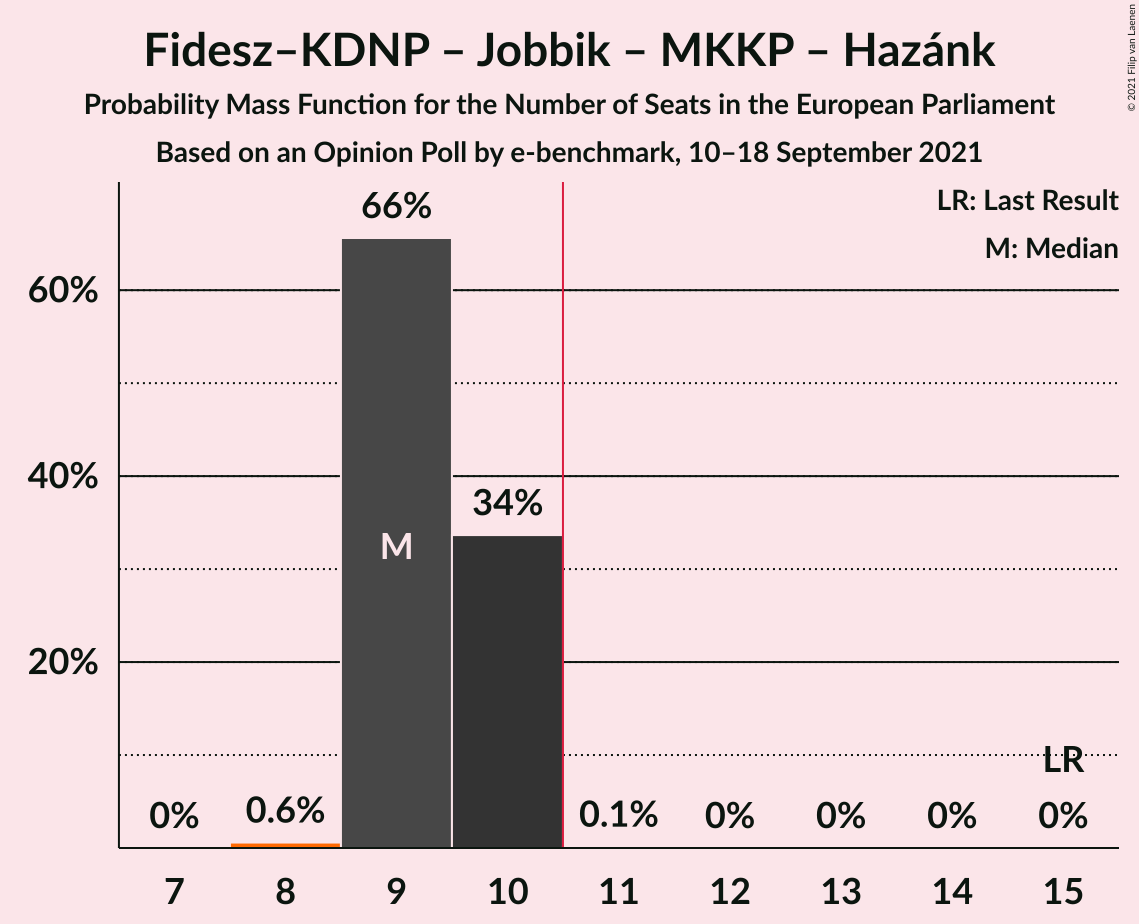 Fidesz–KDNP – Jobbik – MKKP – Hazánk
Probability Mass Function for the Number of Seats in the European Parliament
Based on an Opinion Poll by e-benchmark, 10–18 September 2021
© 2021 Filip van Laenen
LR: Last Result
M: Median
66%
60%
40%
34%
M
20%
LR
0% 0.6% 0.1% 0% 0% 0% 0%
7 8 9 10 11 12 13 14 15